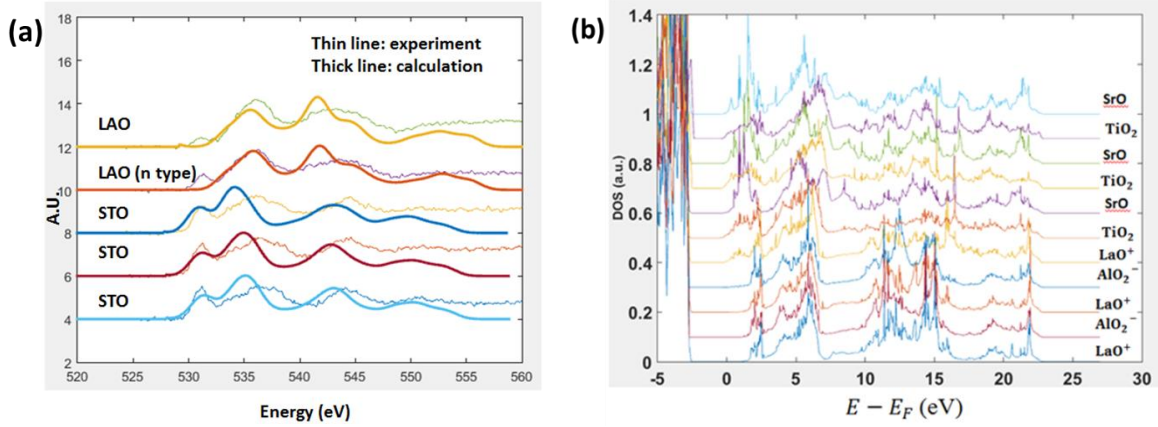 (a)
18
16
14
12
10
8
6
4
2
A.U.
Thin line: experiment
Thick line: calculation
LAO
LAO (n type)
STO
STO
STO
520 525 530 535 540 545 550 555 560
Energy (eV)
(b)
1.4
1.2
1
0.8
0.6
0.4
0.2
0
DOS (a.u.)
SrO
TiO₂
SrO
TiO₂
SrO
TiO₂
LaO⁺
AlO₂⁻
LaO⁺
AlO₂⁻
LaO⁺
-5 0 5 10 15 20 25 30
E − E_F (eV)